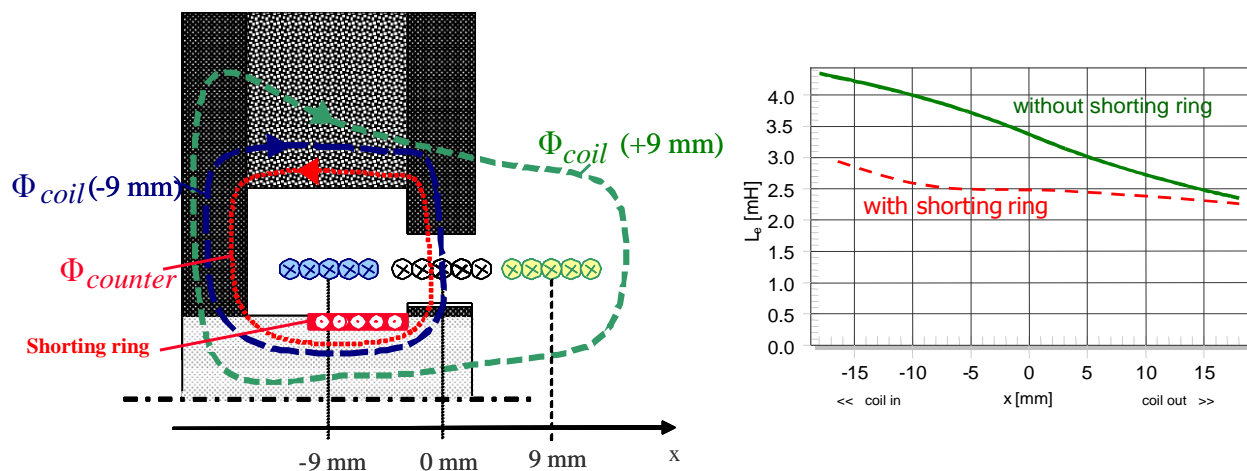 Φcoil (+9 mm)
Φcoil(-9 mm)
Φcounter
Shorting ring
-9 mm
0 mm
9 mm
x
4.0
3.5
3.0
2.5
2.0
1.5
1.0
0.5
0.0
Le [mH]
without shorting ring
with shorting ring
-15
-10
-5
0
5
10
15
<< coil in
x [mm]
coil out >>